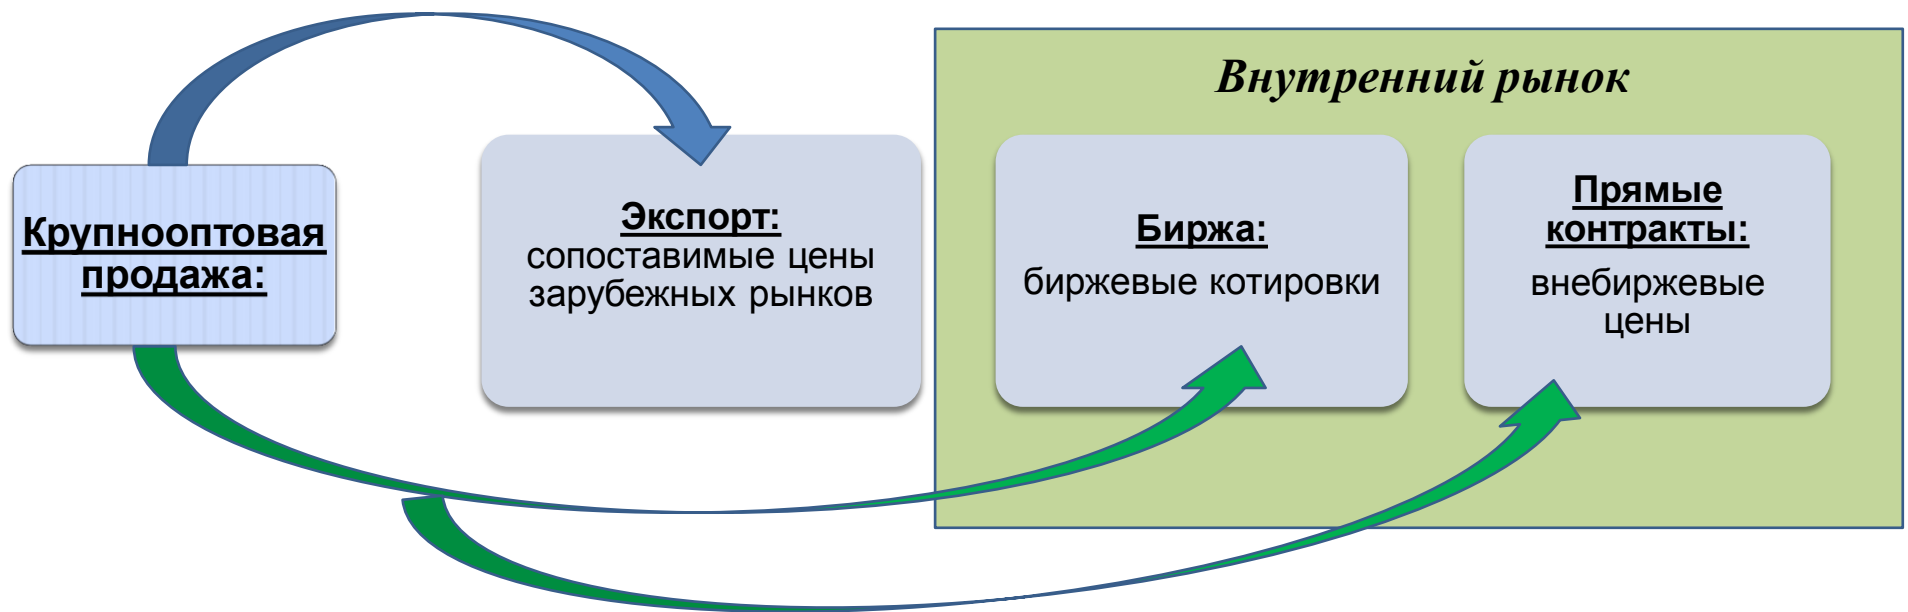 Внутренний рынок
Крупнооптовая
продажа:
Экспорт:
сопоставимые цены
зарубежных рынков
Биржа:
биржевые котировки
Прямые
контракты:
внебиржевые
цены